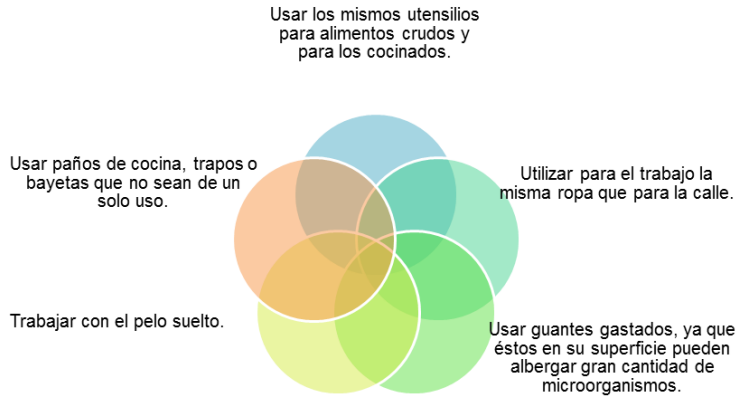 Usar los mismos utensilios
para alimentos crudos y
para los cocinados.
Usar paños de cocina, trapos o
bayetas que no sean de un
solo uso.
Utilizar para el trabajo la
misma ropa que para la calle.
Trabajar con el pelo suelto.
Usar guantes gastados, ya que
éstos en su superficie pueden
albergar gran cantidad de
microorganismos.